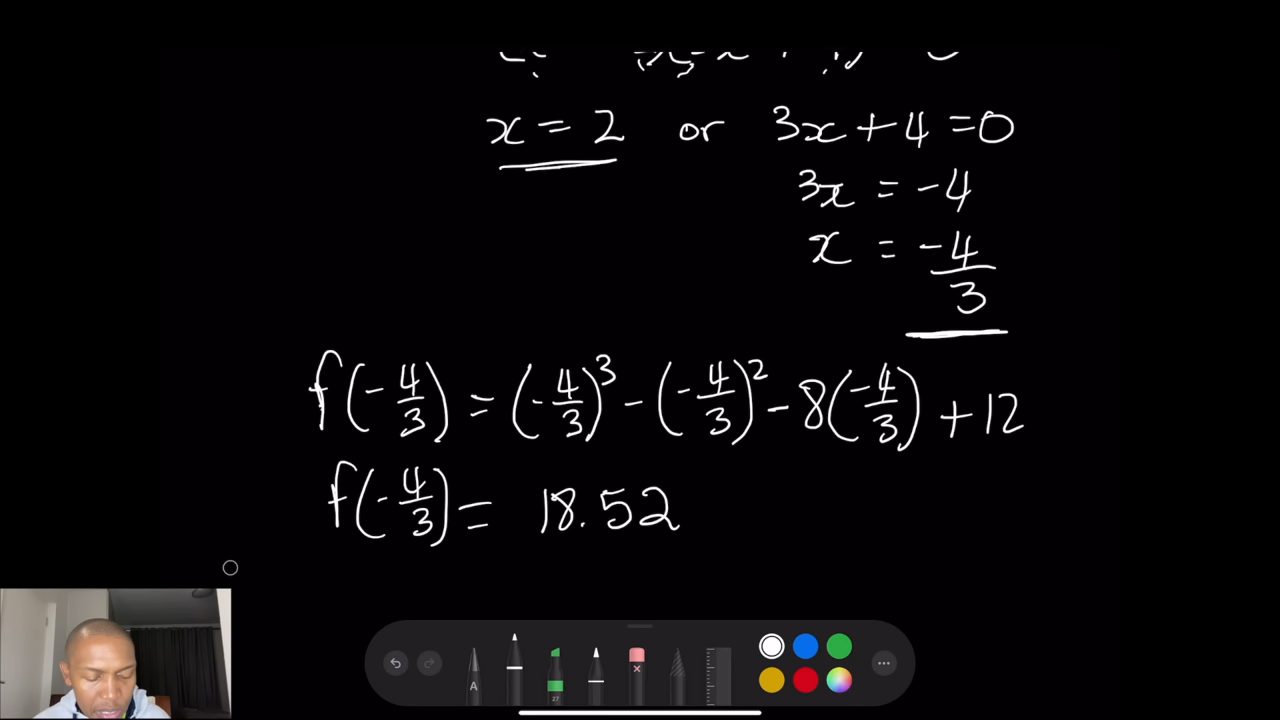 x = 2 or 3x + 4 = 0
3x = -4
x = -4/3
f(-4/3) = (-4/3)³ - (-4/3)² - 8(-4/3) + 12
f(-4/3) = 18.52
A
27